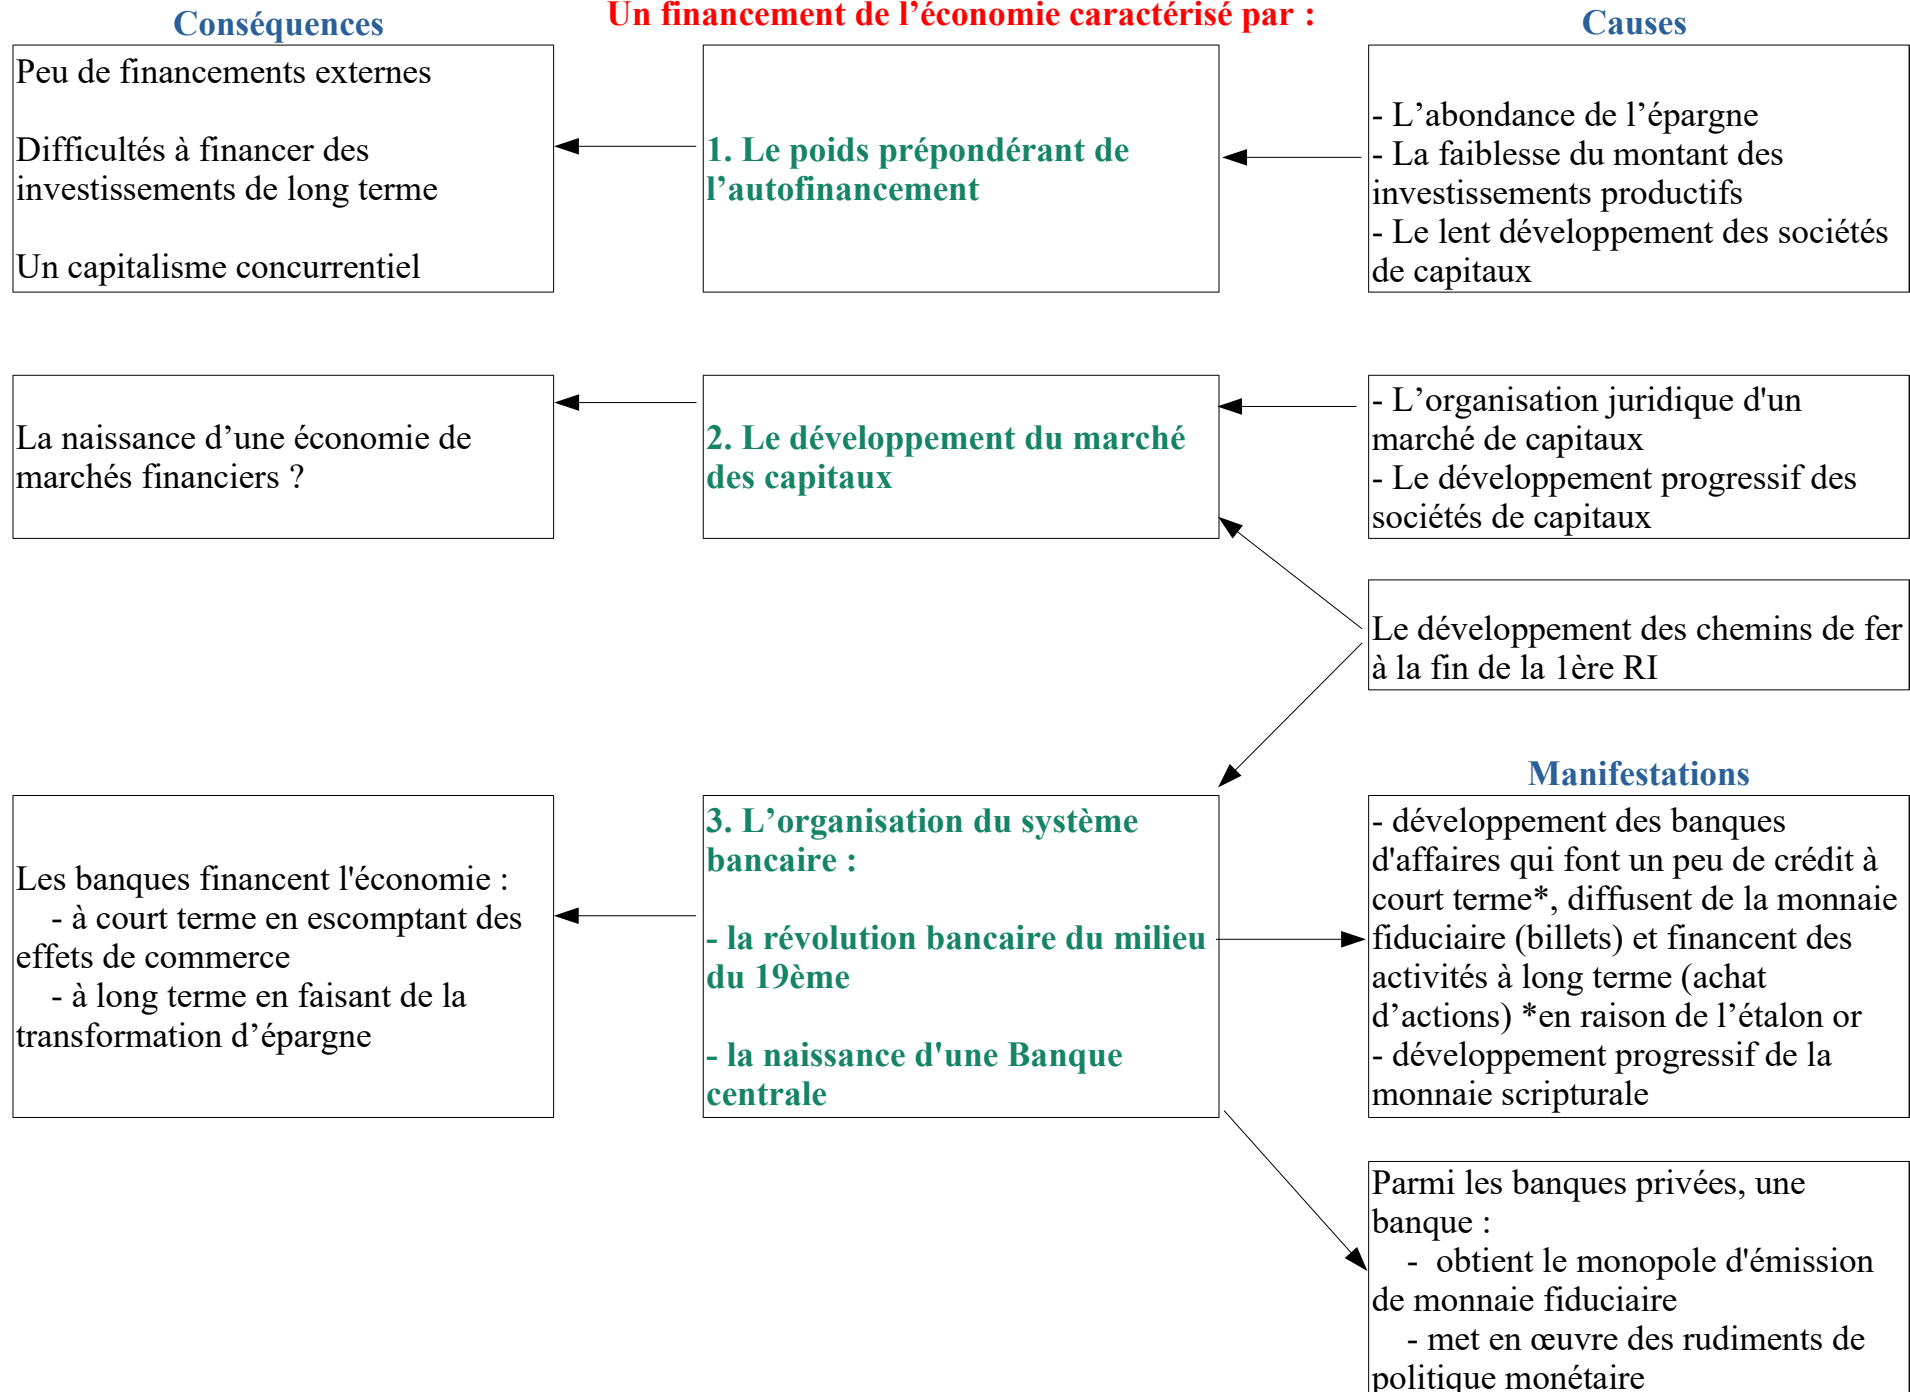 Un financement de l’économie caractérisé par :
Conséquences
Causes
Peu de financements externes
Difficultés à financer des
investissements de long terme
Un capitalisme concurrentiel
1. Le poids prépondérant de
l’autofinancement
- L’abondance de l’épargne
- La faiblesse du montant des
investissements productifs
- Le lent développement des sociétés
de capitaux
La naissance d’une économie de
marchés financiers ?
2. Le développement du marché
des capitaux
- L’organisation juridique d'un
marché de capitaux
- Le développement progressif des
sociétés de capitaux
Le développement des chemins de fer
à la fin de la 1ère RI
Manifestations
Les banques financent l'économie :
- à court terme en escomptant des
effets de commerce
- à long terme en faisant de la
transformation d’épargne
3. L’organisation du système
bancaire :
- la révolution bancaire du milieu
du 19ème
- la naissance d'une Banque
centrale
- développement des banques
d'affaires qui font un peu de crédit à
court terme*, diffusent de la monnaie
fiduciaire (billets) et financent des
activités à long terme (achat
d’actions) *en raison de l’étalon or
- développement progressif de la
monnaie scripturale
Parmi les banques privées, une
banque :
- obtient le monopole d'émission
de monnaie fiduciaire
- met en œuvre des rudiments de
politique monétaire